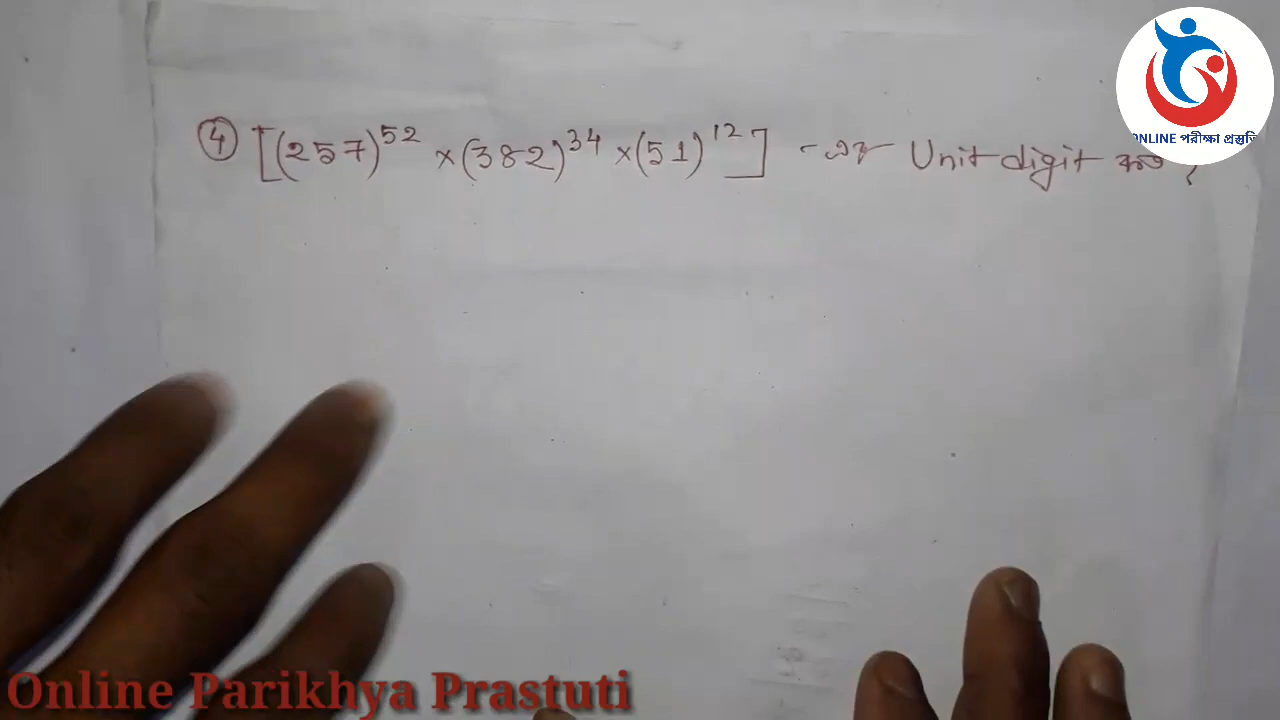 ④ [(257)^52 × (382)^34 × (51)^12] -এর Unit digit কত ?
ONLINE পরীক্ষা প্রস্তুতি
Online Parikhya Prastuti